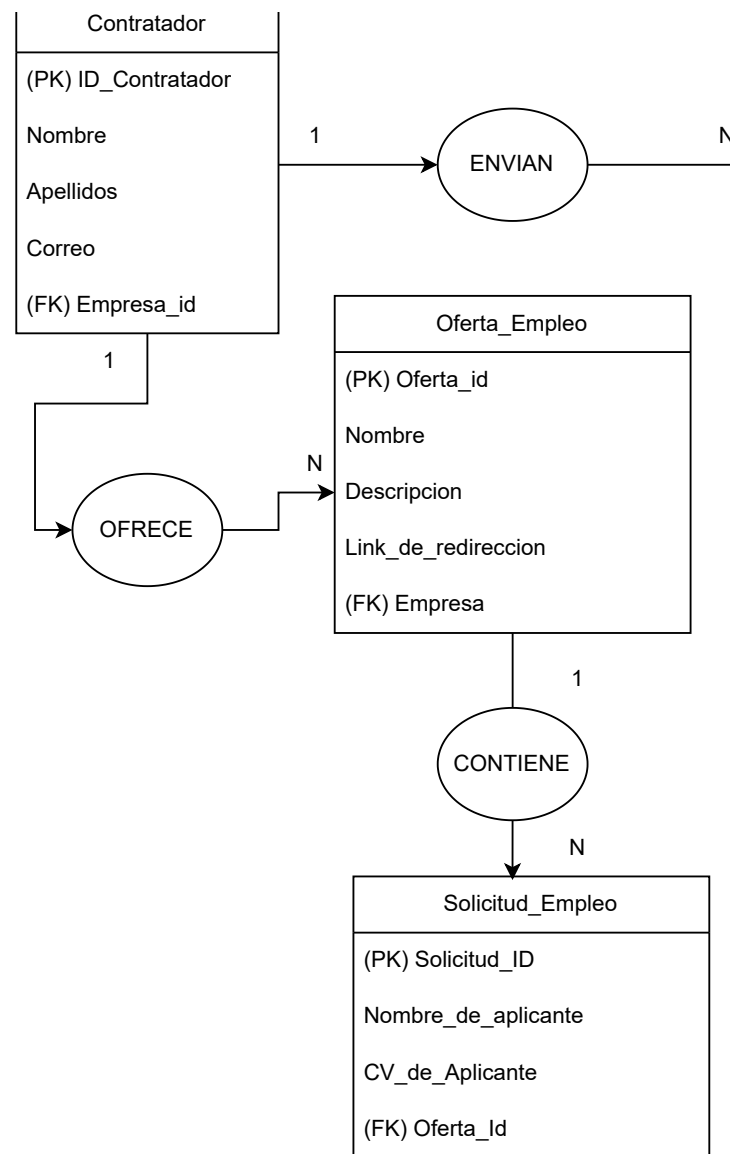 Contratador
(PK) ID_Contratador
Nombre
Apellidos
Correo
(FK) Empresa_id
1
ENVIAN
N
1
OFRECE
N
Oferta_Empleo
(PK) Oferta_id
Nombre
Descripcion
Link_de_redireccion
(FK) Empresa
1
CONTIENE
N
Solicitud_Empleo
(PK) Solicitud_ID
Nombre_de_aplicante
CV_de_Aplicante
(FK) Oferta_Id